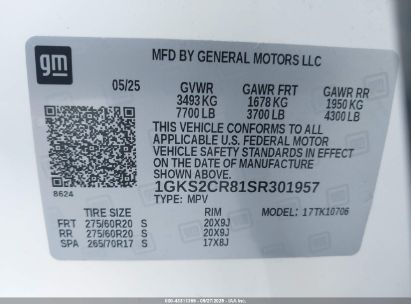 gm
MFD BY GENERAL MOTORS LLC
05/25 GVWR GAWR FRT GAWR RR
3493 KG 1678 KG 1950 KG
7700 LB 3700 LB 4300 LB
THIS VEHICLE CONFORMS TO ALL
APPLICABLE U.S. FEDERAL MOTOR
VEHICLE SAFETY STANDARDS IN EFFECT
ON THE DATE OF MANUFACTURE
SHOWN ABOVE.
1GKS2CR81SR301957
8624 TYPE: MPV
TIRE SIZE RIM MODEL: 17TK10706
FRT 275/60R20 S 20X9J
RR 275/60R20 S 20X9J
SPA 265/70R17 S 17X8J